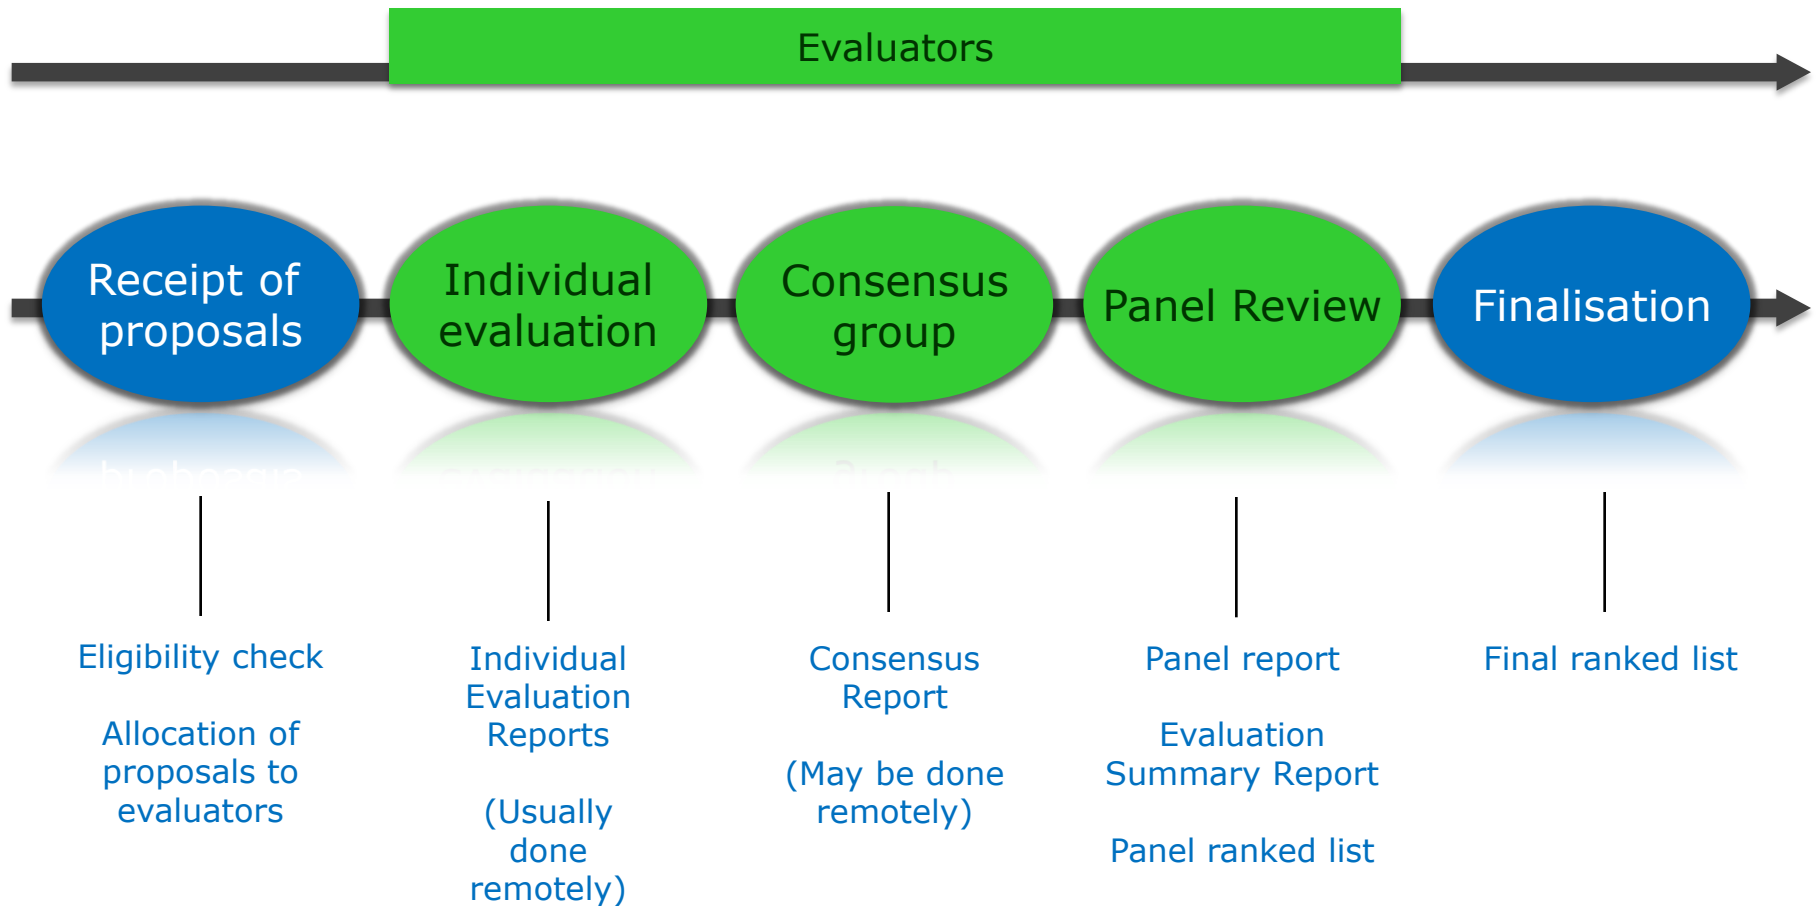 Evaluators
Receipt of
proposals
Individual
evaluation
Consensus
group
Panel Review
Finalisation
Eligibility check
Allocation of
proposals to
evaluators
Individual
Evaluation
Reports
(Usually
done
remotely)
Consensus
Report
(May be done
remotely)
Panel report
Evaluation
Summary Report
Panel ranked list
Final ranked list